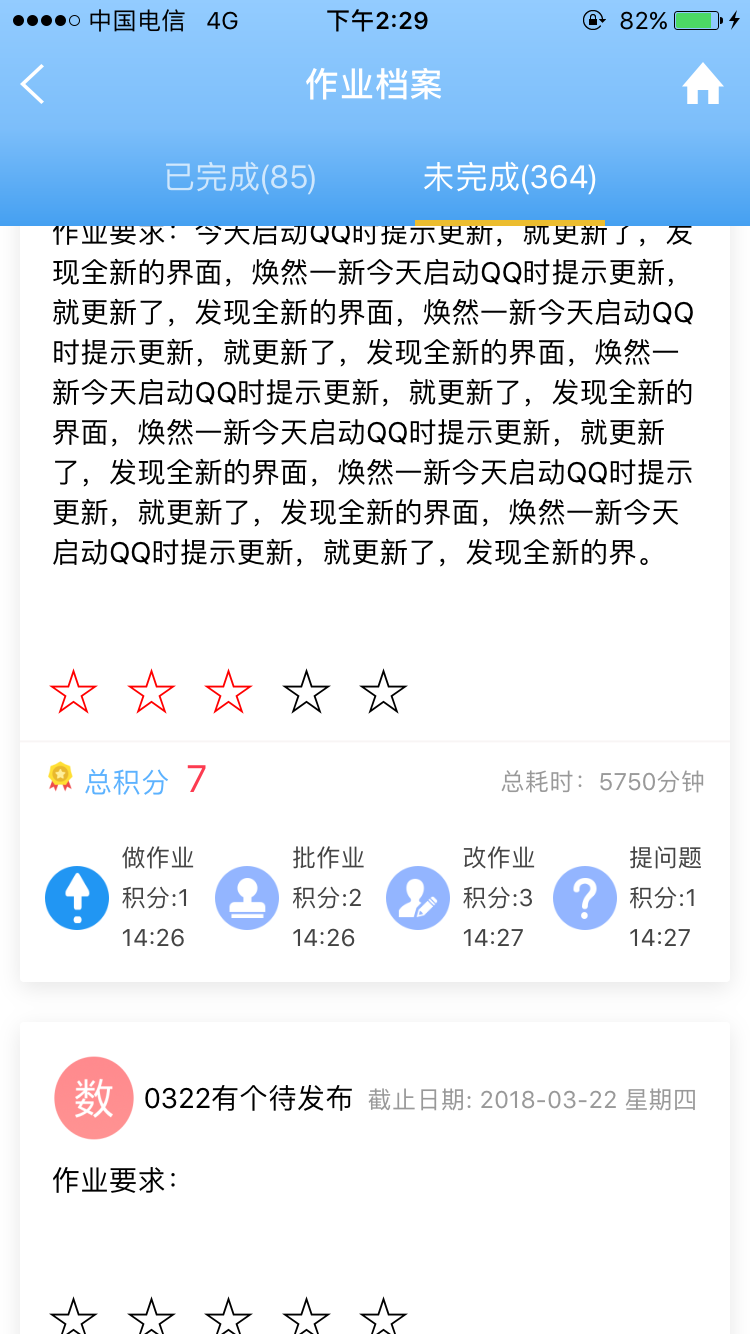 中国电信 4G 下午2:29 82%
作业档案
已完成(85) 未完成(364)
作业要求：今天启动QQ时提示更新，就更新了，发
现全新的界面，焕然一新今天启动QQ时提示更新，
就更新了，发现全新的界面，焕然一新今天启动QQ
时提示更新，就更新了，发现全新的界面，焕然一
新今天启动QQ时提示更新，就更新了，发现全新的
界面，焕然一新今天启动QQ时提示更新，就更新
了，发现全新的界面，焕然一新今天启动QQ时提示
更新，就更新了，发现全新的界面，焕然一新今天
启动QQ时提示更新，就更新了，发现全新的界。
总积分 7 总耗时：5750分钟
做作业 批作业 改作业 提问题
积分:1 积分:2 积分:3 积分:1
14:26 14:26 14:27 14:27
数 0322有个待发布 截止日期: 2018-03-22 星期四
作业要求：